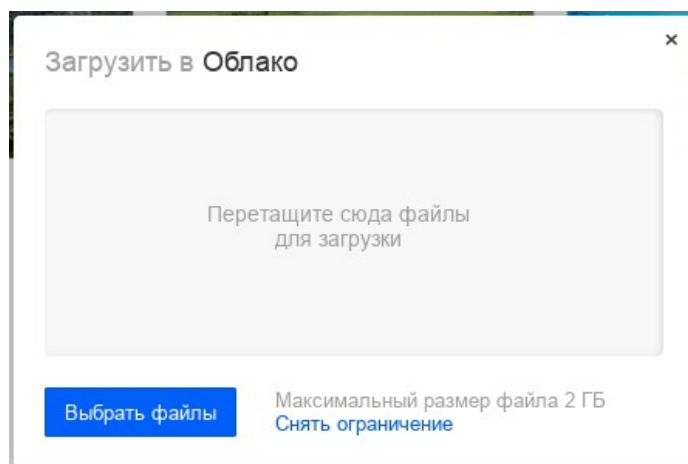 Загрузить в Облако
Перетащите сюда файлы
для загрузки
Выбрать файлы
Максимальный размер файла 2 ГБ
Снять ограничение